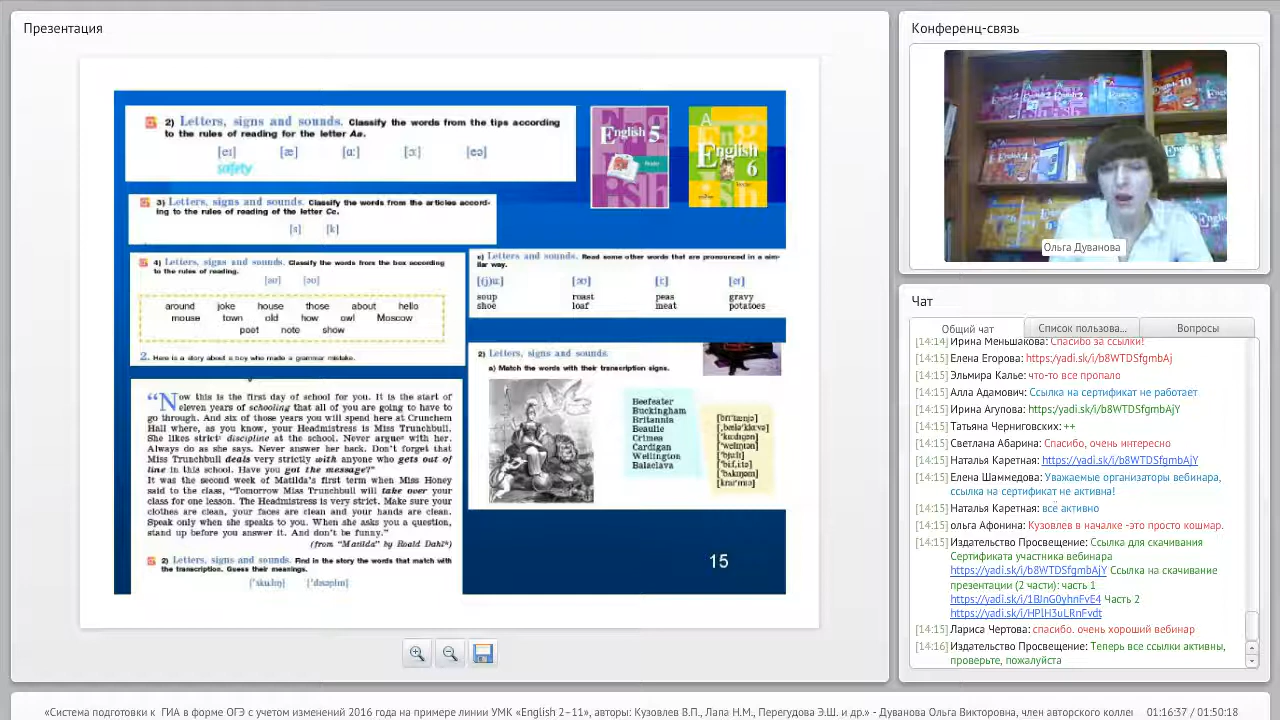 Презентация
2) Letters, signs and sounds. Classify the words from the tips according
to the rules of reading for the letter Aa.
[eɪ] [æ] [ɑː] [ɔː] [eə]
safety
English 5
Reader
English 6
3) Letters, signs and sounds. Classify the words from the articles accord-
ing to the rules of reading of the letter Cc.
[s] [k]
4) Letters, signs and sounds. Classify the words from the box according
to the rules of reading.
around joke house those about hello
mouse town old how owl Moscow
poet note show
2. Here is a story about a boy who made a grammar mistake.
c) Letters and sounds. Read some other words that are pronounced in a sim-
ilar way.
soup roast peas gravy
shoe loaf meat potatoes
2) Letters, signs and sounds.
a) Match the words with their transcription signs.
Beefeater
Buckingham
Britannia
Beaulie
Crimea
Cardigan
Wellington
Balaclava
“Now this is the first day of school for you. It is the start of
eleven years of schooling that all of you are going to have to
go through. And six of those years you will spend here at Crunchem
Hall where, as you know, your Headmistress is Miss Trunchbull.
She likes strict discipline at the school. Never argue with her.
Always do as she says. Never answer her back. Don't forget that
Miss Trunchbull deals very strictly with anyone who gets out of
line in this school. Have you got the message?”
It was the second week of Matilda's first term when Miss Honey
said to the class, “Tomorrow Miss Trunchbull will take over your
class for one lesson. The Headmistress is very strict. Make sure your
clothes are clean, your faces are clean and your hands are clean.
Speak only when she speaks to you. When she asks you a question,
stand up before you answer it. And don't be funny.”
(from “Matilda” by Roald Dahl)
2) Letters, signs and sounds. Find in the story the words that match with
the transcription. Guess their meanings.
15
Конференц-связь
Ольга Дуванова
Чат
Общий чат Список пользова... Вопросы
[14:14] Ирина Меньшакова: Спасибо за ссылки!
[14:15] Елена Егорова: https://yadi.sk/i/b8WTDSfgmbAj
[14:15] Эльмира Калье: что-то все пропало
[14:15] Алла Адамович: Ссылка на сертификат не работает
[14:15] Ирина Агупова: https:/yadi.sk/i/b8WTDSfgmbAjY
[14:15] Татьяна Черниговских: ++
[14:15] Светлана Абарина: Спасибо, очень интересно
[14:15] Наталья Каретная: https://yadi.sk/i/b8WTDSfgmbAjY
[14:15] Елена Шаммедова: Уважаемые организаторы вебинара,
ссылка на сертификат не активна!
[14:15] Наталья Каретная: всё активно
[14:15] ольга Афонина: Кузовлев в началке -это просто кошмар.
[14:15] Издательство Просвещение: Ссылка для скачивания
Сертификата участника вебинара
https://yadi.sk/i/b8WTDSfgmbAjY Ссылка на скачивание
презентации (2 части): часть 1
https://yadi.sk/i/1BJnG0yhnFvE4 Часть 2
https://yadi.sk/i/HPlH3uLRnFvdt
[14:15] Лариса Чертова: спасибо. очень хороший вебинар
[14:16] Издательство Просвещение: Теперь все ссылки активны,
проверьте, пожалуйста
«Система подготовки к ГИА в форме ОГЭ с учетом изменений 2016 года на примере линии УМК «English 2–11», авторы: Кузовлев В.П., Лапа Н.М., Перегудова Э.Ш. и др.» - Дуванова Ольга Викторовна, член авторского коллег 01:16:37 / 01:50:18